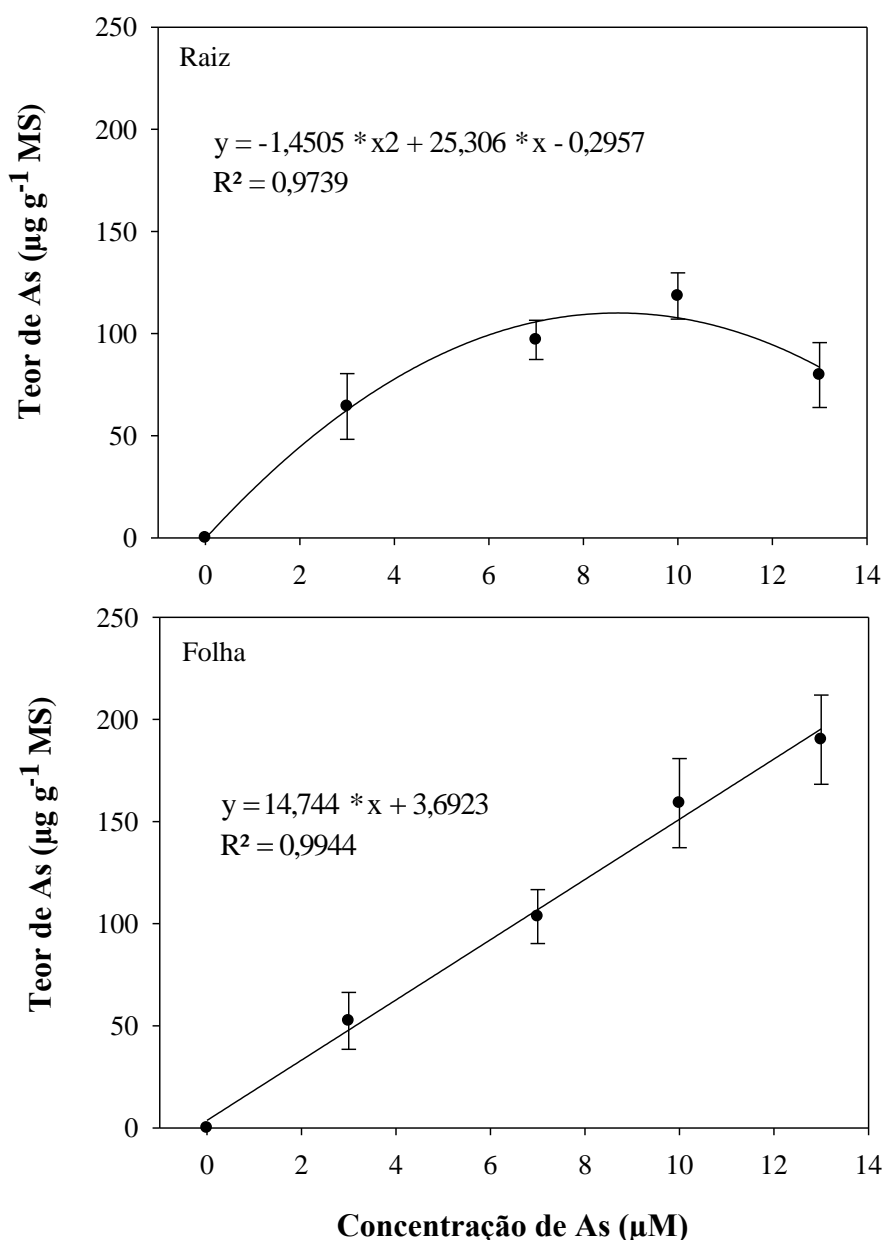 Raiz
y = -1,4505 * x2 + 25,306 * x - 0,2957
R² = 0,9739
Teor de As (µg g-1 MS)
250
200
150
100
50
0
0 2 4 6 8 10 12 14
Folha
y = 14,744 * x + 3,6923
R² = 0,9944
Teor de As (µg g-1 MS)
250
200
150
100
50
0
0 2 4 6 8 10 12 14
Concentração de As (µM)